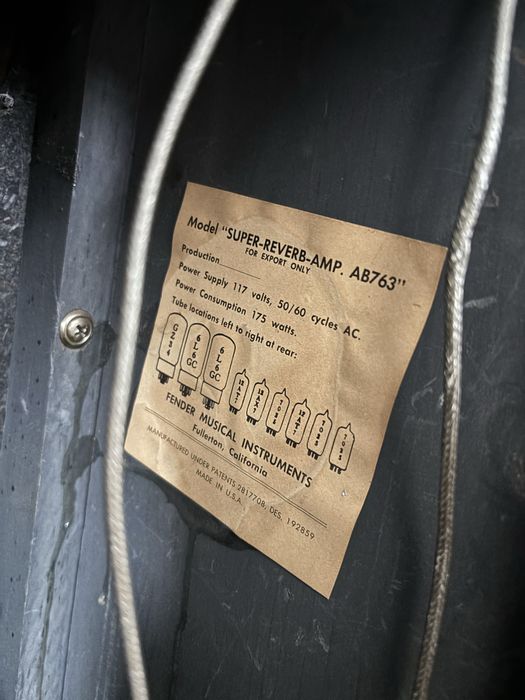 Model "SUPER-REVERB-AMP. AB763"
FOR EXPORT ONLY
Production
Power Supply 117 volts, 50/60 cycles AC.
Power Consumption 175 watts.
Tube locations left to right at rear:
GZ34 6L6GC 6L6GC 12AT7 12AX7 7025 12AT7 7025 7025
FENDER MUSICAL INSTRUMENTS
Fullerton, California
MANUFACTURED UNDER PATENTS 2817708, DES. 192859
MADE IN U.S.A.